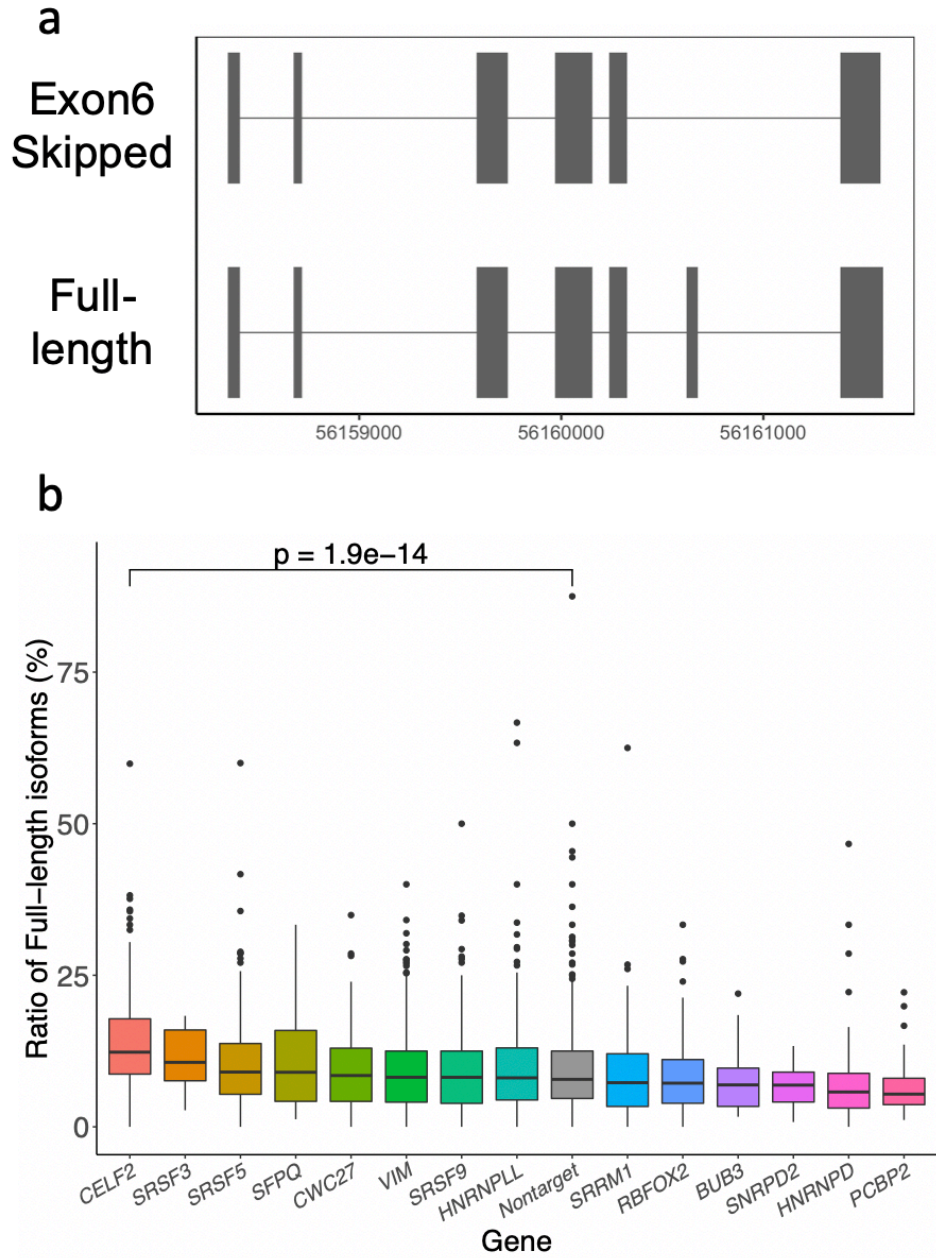 a
Exon6
Skipped
Full-
length
56159000 56160000 56161000
b
p = 1.9e−14
Ratio of Full−length isoforms (%)
75
50
25
0
CELF2 SRSF3 SRSF5 SFPQ CWC27 VIM SRSF9 HNRNPLL Nontarget SRRM1 RBFOX2 BUB3 SNRPD2 HNRNPD PCBP2
Gene